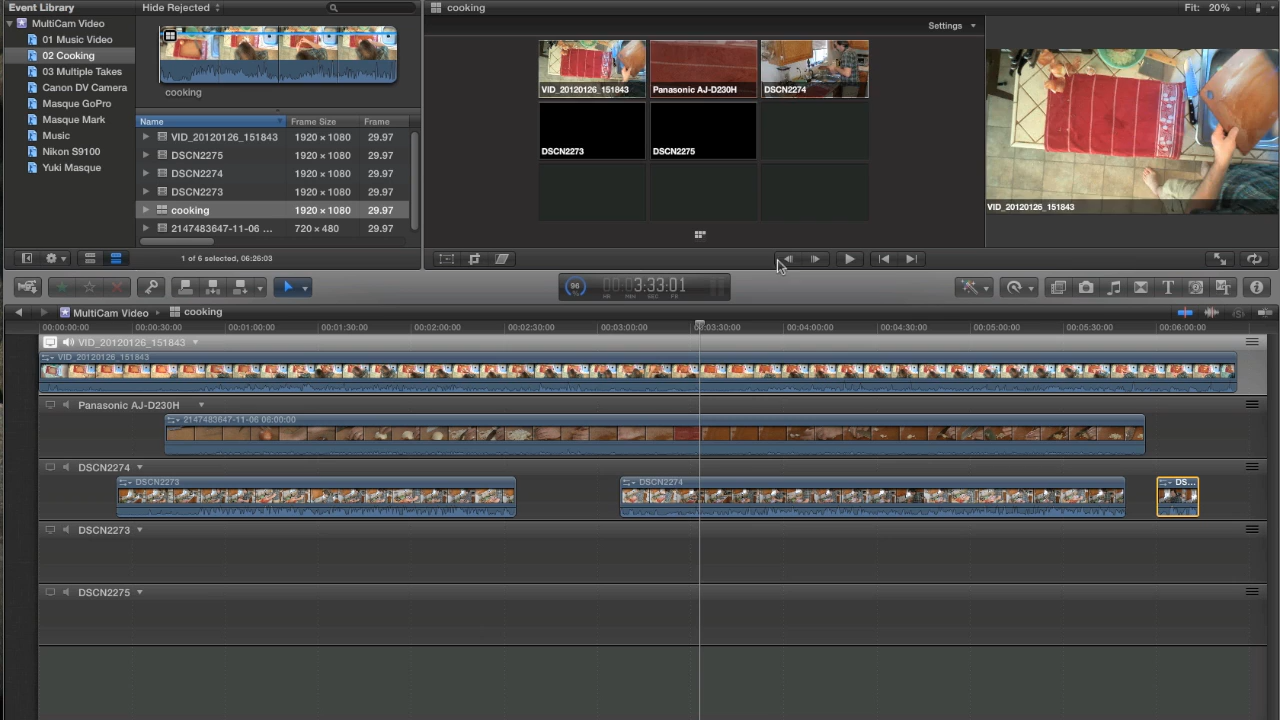 Event Library
Hide Rejected
cooking
Fit: 20%
MultiCam Video
01 Music Video
02 Cooking
03 Multiple Takes
Canon DV Camera
Masque GoPro
Masque Mark
Music
Nikon S9100
Yuki Masque
cooking
Name Frame Size Frame
VID_20120126_151843 1920 × 1080 29.97
DSCN2275 1920 × 1080 29.97
DSCN2274 1920 × 1080 29.97
DSCN2273 1920 × 1080 29.97
cooking 1920 × 1080 29.97
2147483647-11-06 ... 720 × 480 29.97
1 of 6 selected, 06:26:03
Settings
VID_20120126_151843 Panasonic AJ-D230H DSCN2274
DSCN2273 DSCN2275
VID_20120126_151843
96 00:03:33:01
HR MIN SEC FR
MultiCam Video cooking
00:00:00:00 00:00:30:00 00:01:00:00 00:01:30:00 00:02:00:00 00:02:30:00 00:03:00:00 00:03:30:00 00:04:00:00 00:04:30:00 00:05:00:00 00:05:30:00 00:06:00:00
VID_20120126_151843
VID_20120126_151843
Panasonic AJ-D230H
2147483647-11-06 06:00:00
DSCN2274
DSCN2273 DSCN2274 DS...
DSCN2273
DSCN2275